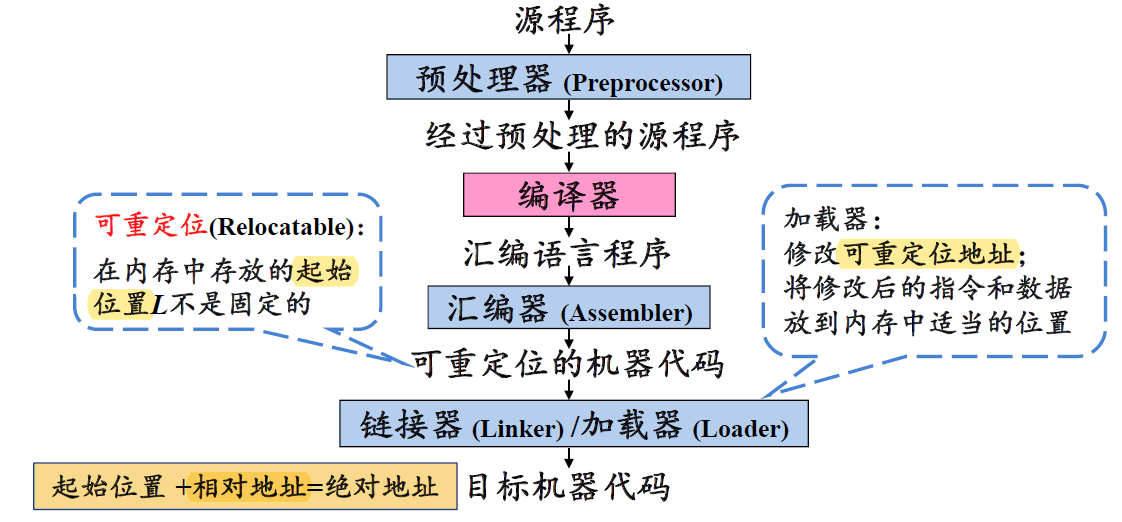 源程序
预处理器 (Preprocessor)
经过预处理的源程序
编译器
可重定位(Relocatable)：
在内存中存放的起始
位置L不是固定的
加载器：
修改可重定位地址；
将修改后的指令和数据
放到内存中适当的位置
汇编语言程序
汇编器 (Assembler)
可重定位的机器代码
链接器 (Linker) /加载器 (Loader)
起始位置 +相对地址=绝对地址
目标机器代码